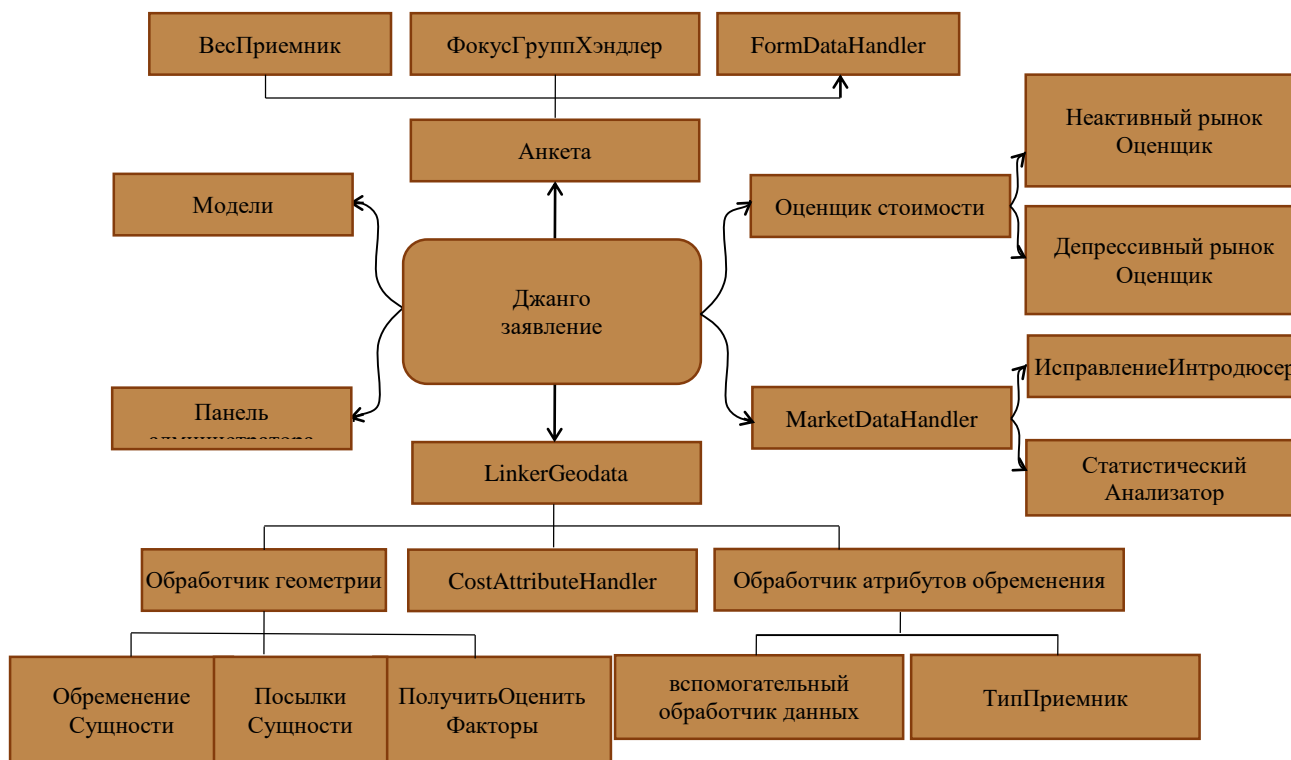 ВесПриемник
ФокусГруппХэндлер
FormDataHandler
Неактивный рынок
Оценщик
Анкета
Модели
Оценщик стоимости
Депрессивный рынок
Оценщик
Джанго
заявление
ИсправлениеИнтродюсер
Панель
администратора
MarketDataHandler
LinkerGeodata
Статистический
Анализатор
Обработчик геометрии
CostAttributeHandler
Обработчик атрибутов обременения
Обременение
Сущности
Посылки
Сущности
ПолучитьОценить
Факторы
вспомогательный
обработчик данных
ТипПриемник